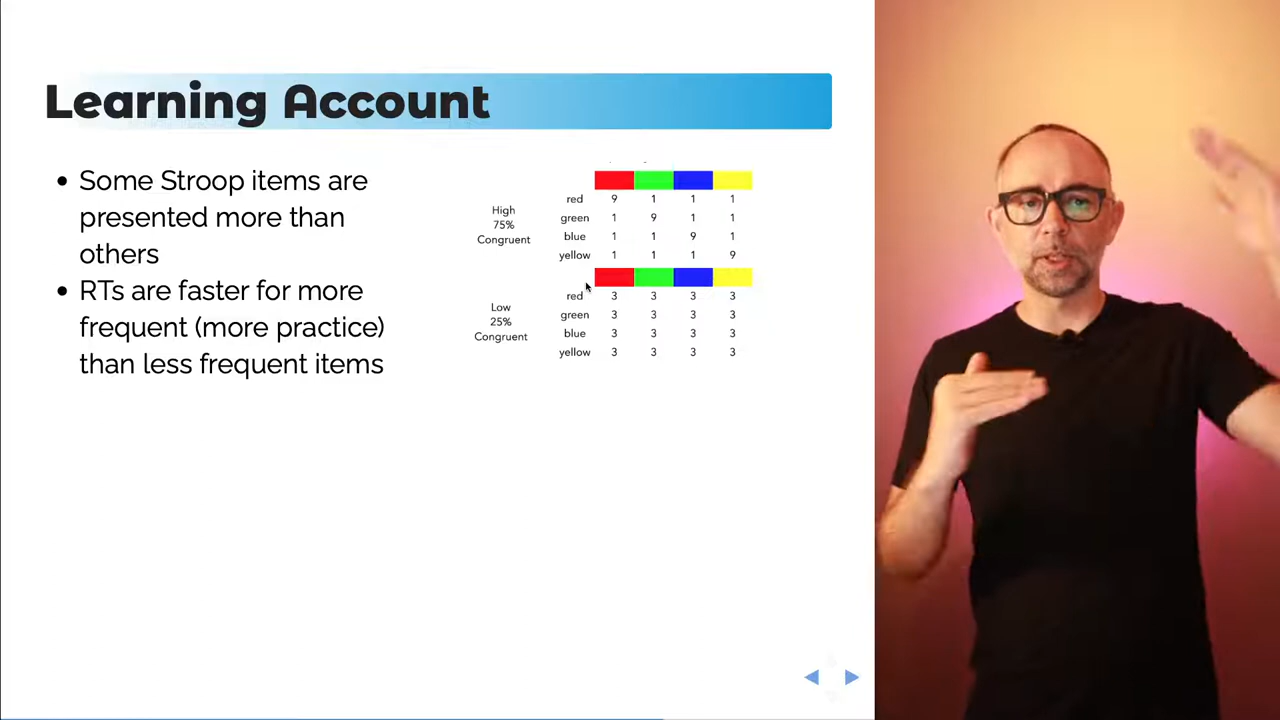 Learning Account
• Some Stroop items are
presented more than
others
• RTs are faster for more
frequent (more practice)
than less frequent items
High
75%
Congruent
red 9 1 1 1
green 1 9 1 1
blue 1 1 9 1
yellow 1 1 1 9
Low
25%
Congruent
red 3 3 3 3
green 3 3 3 3
blue 3 3 3 3
yellow 3 3 3 3